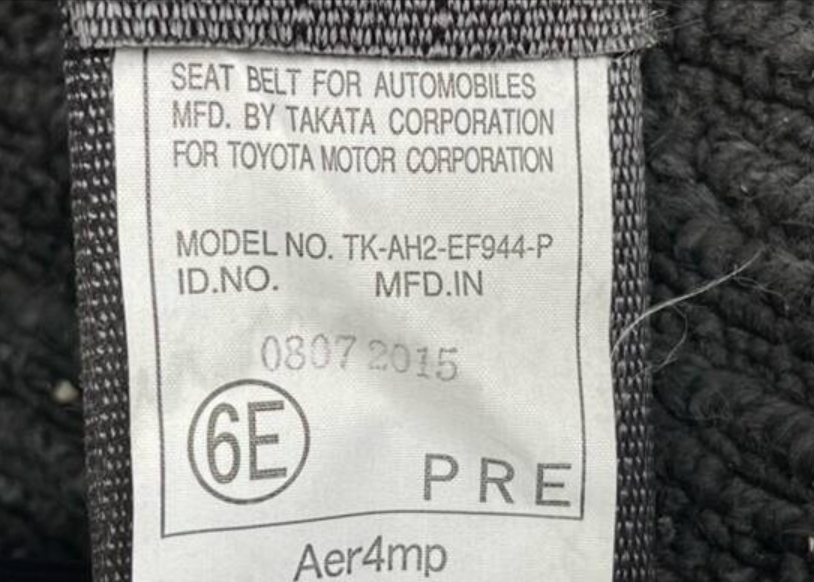 SEAT BELT FOR AUTOMOBILES
MFD. BY TAKATA CORPORATION
FOR TOYOTA MOTOR CORPORATION
MODEL NO. TK-AH2-EF944-P
ID.NO. MFD.IN
0807 2015
6E
PRE
Aer4mp